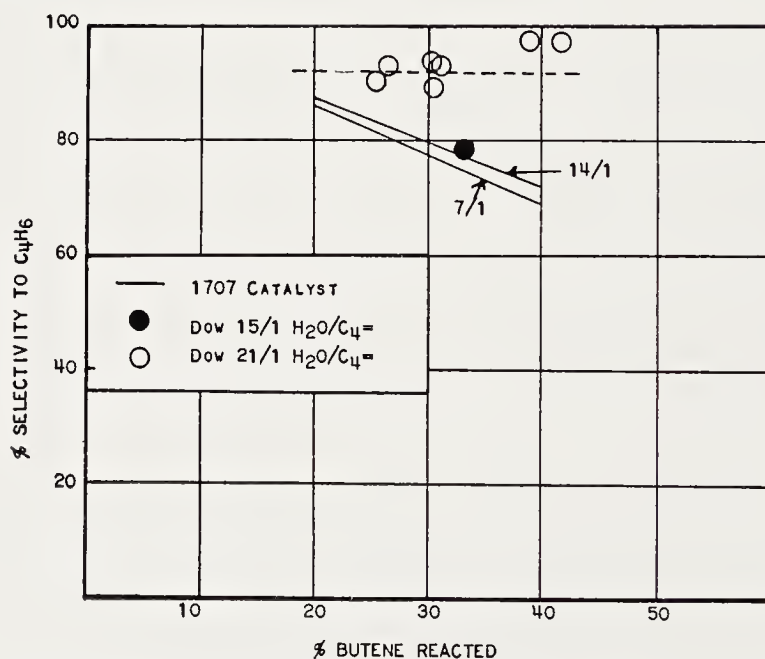 100
80
60
40
20
% SELECTIVITY TO C4H6
14/1
7/1
1707 CATALYST
DOW 15/1 H2O/C4=
DOW 21/1 H2O/C4=
10
20
30
40
50
% BUTENE REACTED